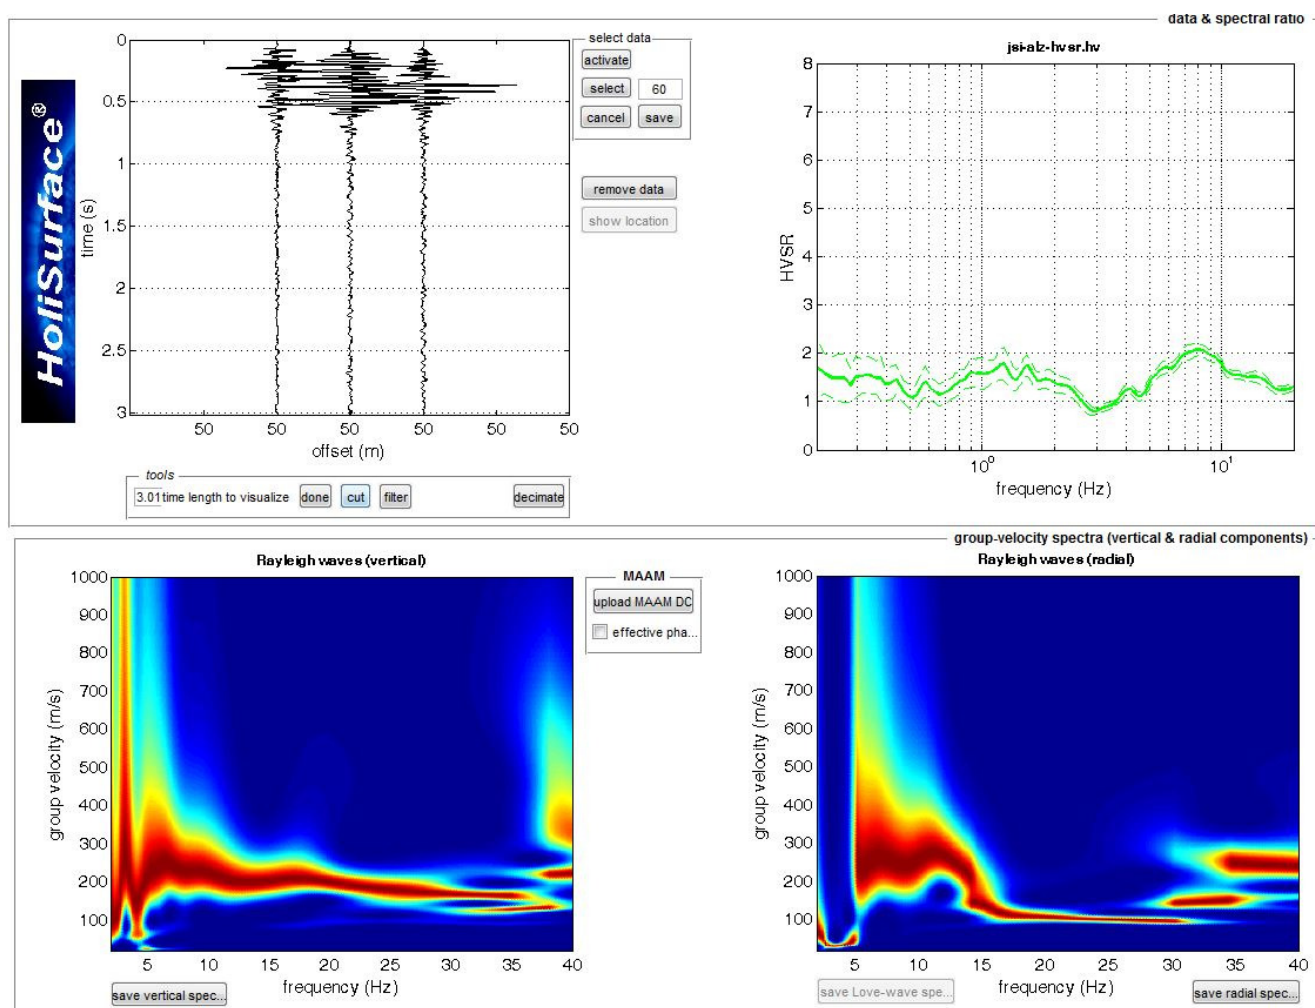 data & spectral ratio
HoliSurface®
0
0.5
1
1.5
2
2.5
3
time (s)
50 50 50 50 50 50
offset (m)
select data
activate
select 60
cancel save
remove data
show location
tools
3.01 time length to visualize done cut filter decimate
jsi-alz-hvsr.hv
8
7
6
5
4
3
2
1
0
HVSR
10⁰ 10¹
frequency (Hz)
group-velocity spectra (vertical & radial components)
Rayleigh waves (vertical)
1000
900
800
700
600
500
400
300
200
100
group velocity (m/s)
5 10 15 20 25 30 35 40
frequency (Hz)
save vertical spec...
MAAM
upload MAAM DC
effective pha...
Rayleigh waves (radial)
1000
900
800
700
600
500
400
300
200
100
group velocity (m/s)
5 10 15 20 25 30 35 40
frequency (Hz)
save Love-wave spe...
save radial spec...